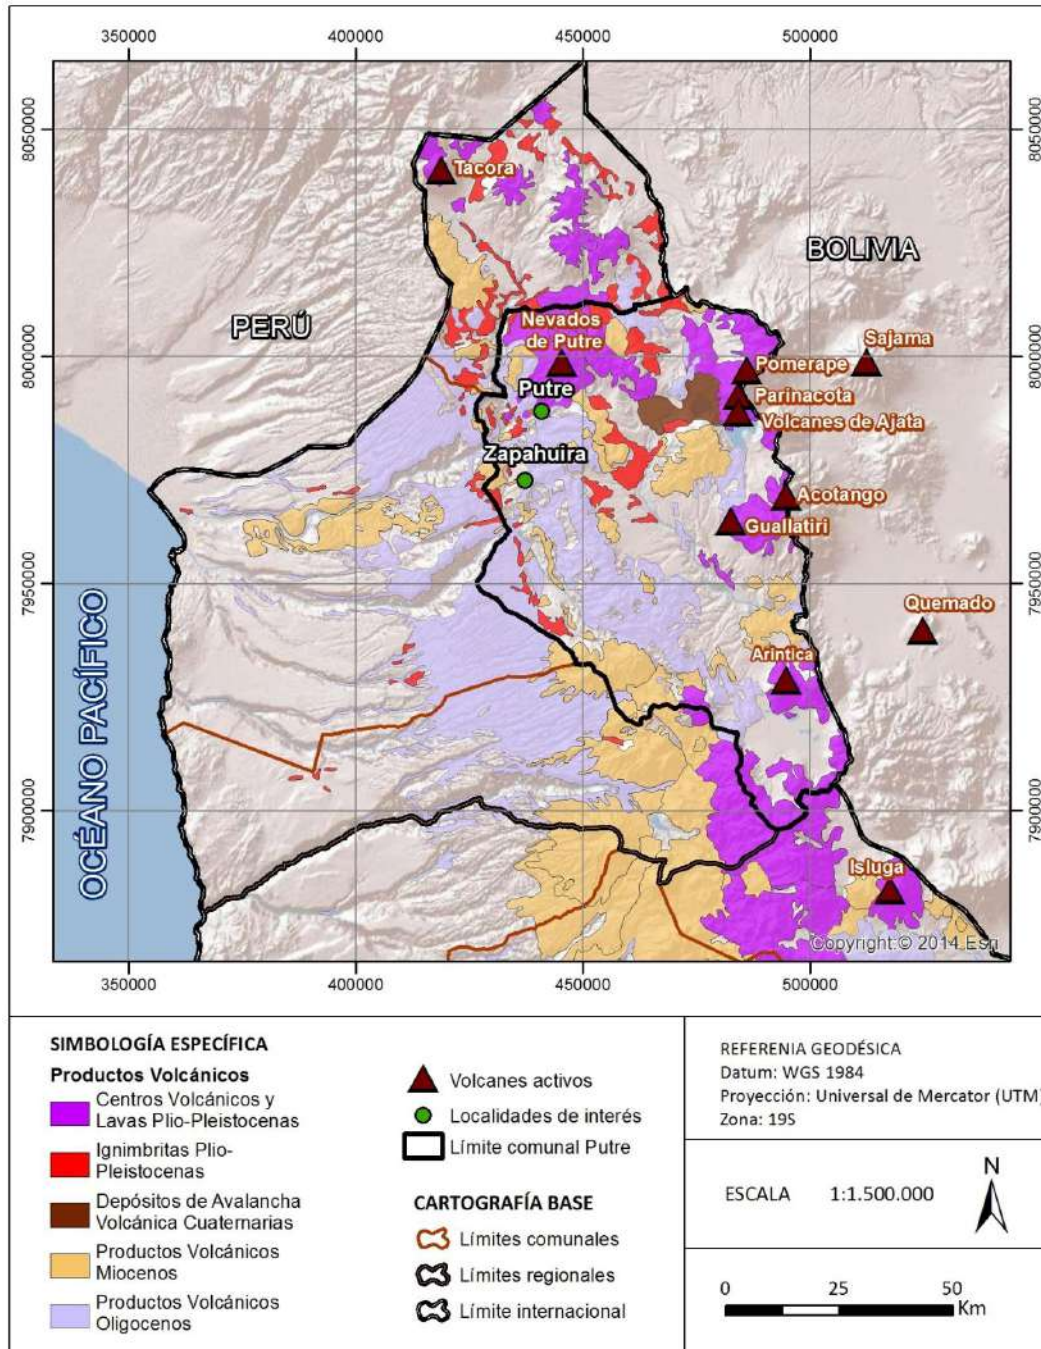 350000 400000 450000 500000
8050000 8050000
Tacora
BOLIVIA
PERÚ
Nevados
de Putre
Sajama
8000000 8000000
Pomerape
Putre
Parinacota
Volcanes de Ajata
Zapahuira
Acotango
Guallatiri
7950000 7950000
Quemado
Arintica
OCÉANO PACÍFICO
7900000 7900000
Isluga
Copyright:© 2014 Esri
350000 400000 450000 500000
SIMBOLOGÍA ESPECÍFICA
Productos Volcánicos
Centros Volcánicos y
Lavas Plio-Pleistocenas
Ignimbritas Plio-
Pleistocenas
Depósitos de Avalancha
Volcánica Cuaternarias
Productos Volcánicos
Miocenos
Productos Volcánicos
Oligocenos
Volcanes activos
Localidades de interés
Límite comunal Putre
CARTOGRAFÍA BASE
Límites comunales
Límites regionales
Límite internacional
REFERENIA GEODÉSICA
Datum: WGS 1984
Proyección: Universal de Mercator (UTM)
Zona: 19S
ESCALA 1:1.500.000
N
0 25 50
Km